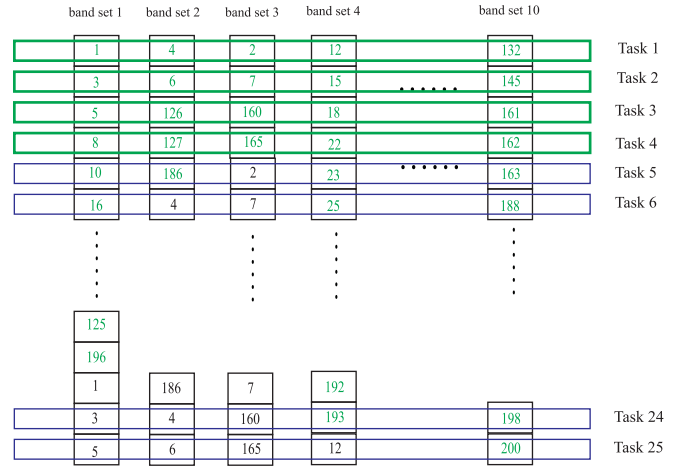 band set 1 band set 2 band set 3 band set 4 band set 10
1 4 2 12 132 Task 1
3 6 7 15 145 Task 2
5 126 160 18 161 Task 3
8 127 165 22 162 Task 4
10 186 2 23 163 Task 5
16 4 7 25 188 Task 6
125
196
1 186 7 192
3 4 160 193 198 Task 24
5 6 165 12 200 Task 25